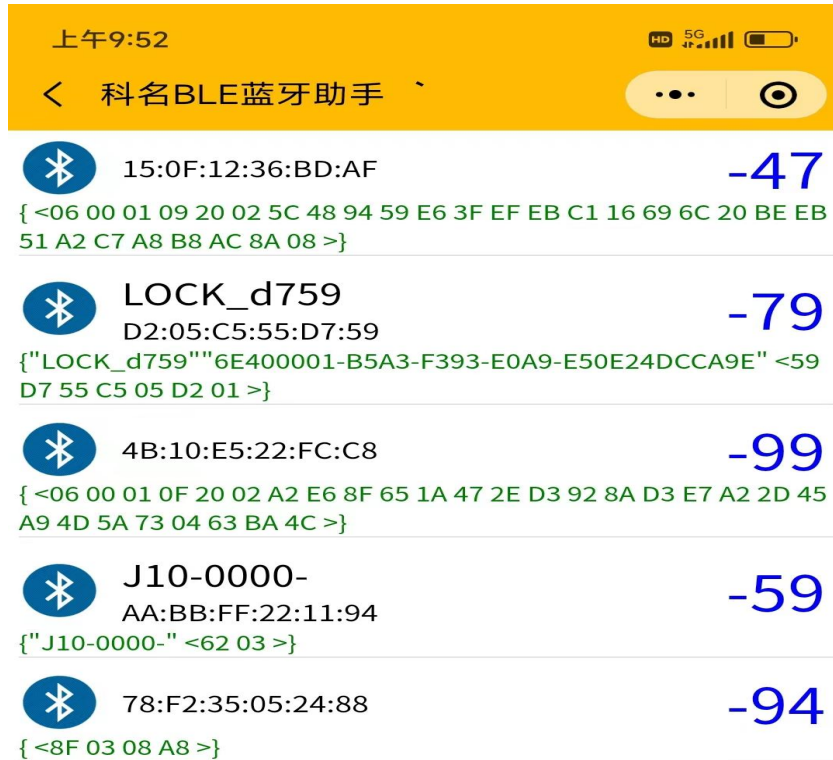 上午9:52
HD 5G
科名BLE蓝牙助手 `
15:0F:12:36:BD:AF
-47
{ <06 00 01 09 20 02 5C 48 94 59 E6 3F EF EB C1 16 69 6C 20 BE EB
51 A2 C7 A8 B8 AC 8A 08 >}
LOCK_d759
-79
D2:05:C5:55:D7:59
{"LOCK_d759""6E400001-B5A3-F393-E0A9-E50E24DCCA9E" <59
D7 55 C5 05 D2 01 >}
4B:10:E5:22:FC:C8
-99
{ <06 00 01 0F 20 02 A2 E6 8F 65 1A 47 2E D3 92 8A D3 E7 A2 2D 45
A9 4D 5A 73 04 63 BA 4C >}
J10-0000-
-59
AA:BB:FF:22:11:94
{"J10-0000-" <62 03 >}
78:F2:35:05:24:88
-94
{ <8F 03 08 A8 >}